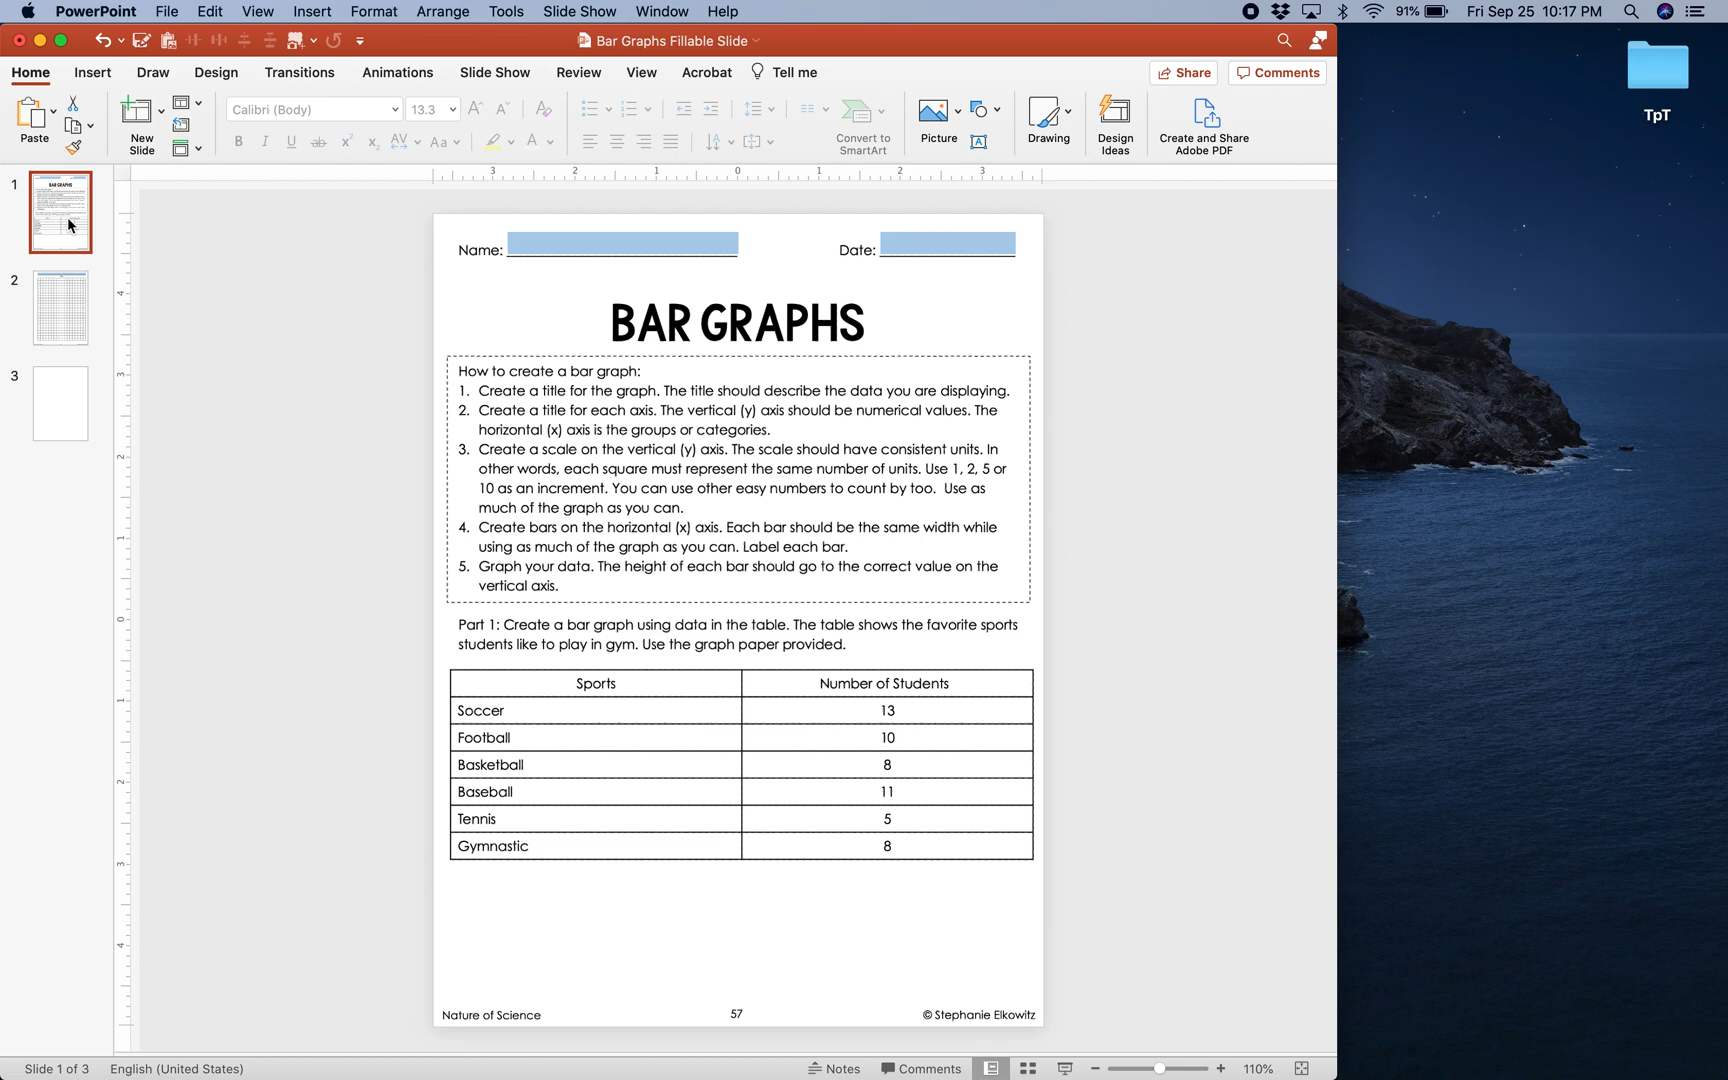 PowerPoint File Edit View Insert Format Arrange Tools Slide Show Window Help 91% Fri Sep 25 10:17 PM
Bar Graphs Fillable Slide
TpT
Home Insert Draw Design Transitions Animations Slide Show Review View Acrobat Tell me Share Comments
Paste
New Slide
Calibri (Body) 13.3
Convert to SmartArt
Picture
Drawing
Design Ideas
Create and Share Adobe PDF
1
BAR GRAPHS
2
3
Name: Date:
BAR GRAPHS
How to create a bar graph:
1. Create a title for the graph. The title should describe the data you are displaying.
2. Create a title for each axis. The vertical (y) axis should be numerical values. The
horizontal (x) axis is the groups or categories.
3. Create a scale on the vertical (y) axis. The scale should have consistent units. In
other words, each square must represent the same number of units. Use 1, 2, 5 or
10 as an increment. You can use other easy numbers to count by too. Use as
much of the graph as you can.
4. Create bars on the horizontal (x) axis. Each bar should be the same width while
using as much of the graph as you can. Label each bar.
5. Graph your data. The height of each bar should go to the correct value on the
vertical axis.
Part 1: Create a bar graph using data in the table. The table shows the favorite sports
students like to play in gym. Use the graph paper provided.
Sports Number of Students
Soccer 13
Football 10
Basketball 8
Baseball 11
Tennis 5
Gymnastic 8
Nature of Science 57 © Stephanie Elkowitz
Slide 1 of 3 English (United States) Notes Comments 110%